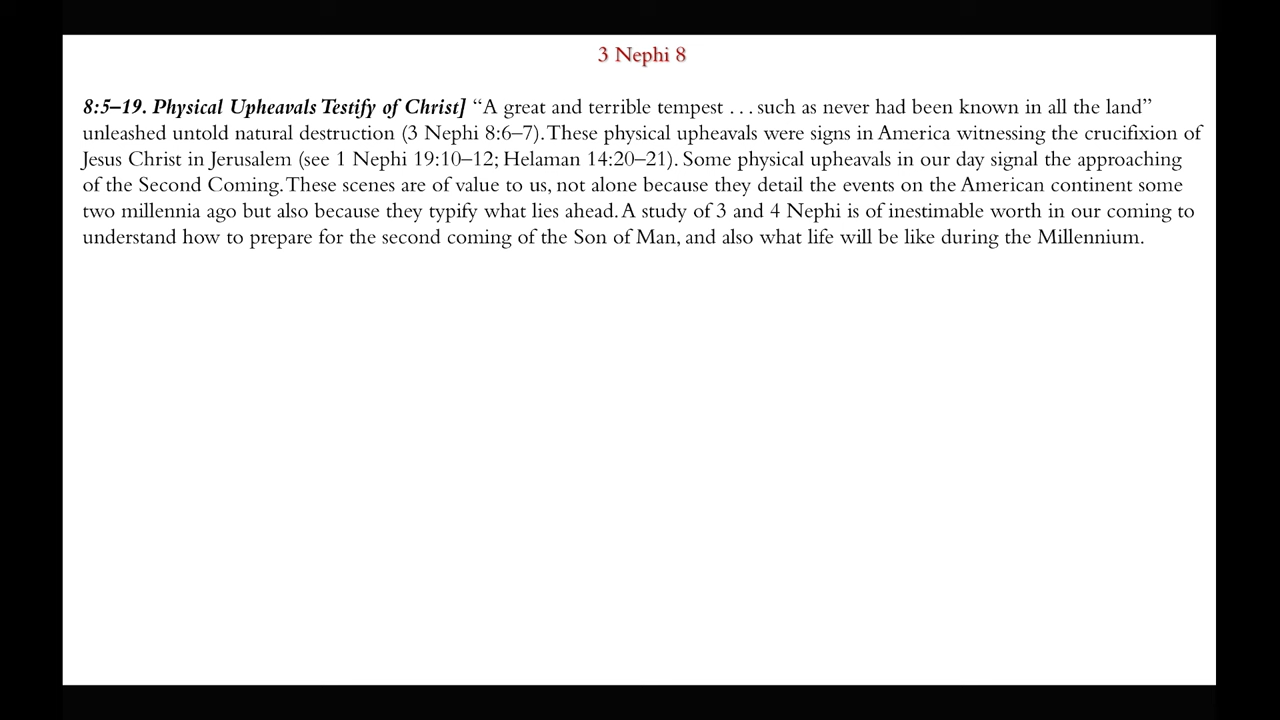 3 Nephi 8
8:5–19. Physical Upheavals Testify of Christ] “A great and terrible tempest . . . such as never had been known in all the land”
unleashed untold natural destruction (3 Nephi 8:6–7). These physical upheavals were signs in America witnessing the crucifixion of
Jesus Christ in Jerusalem (see 1 Nephi 19:10–12; Helaman 14:20–21). Some physical upheavals in our day signal the approaching
of the Second Coming. These scenes are of value to us, not alone because they detail the events on the American continent some
two millennia ago but also because they typify what lies ahead. A study of 3 and 4 Nephi is of inestimable worth in our coming to
understand how to prepare for the second coming of the Son of Man, and also what life will be like during the Millennium.